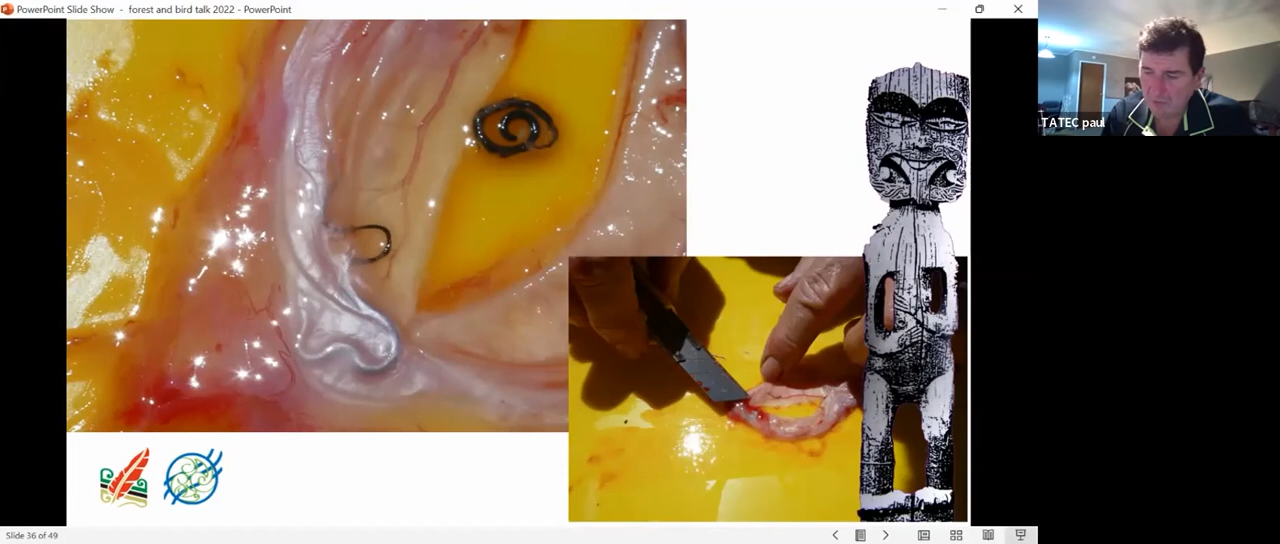 PowerPoint Slide Show - forest and bird talk 2022 - PowerPoint
TATEC paul
Slide 36 of 49